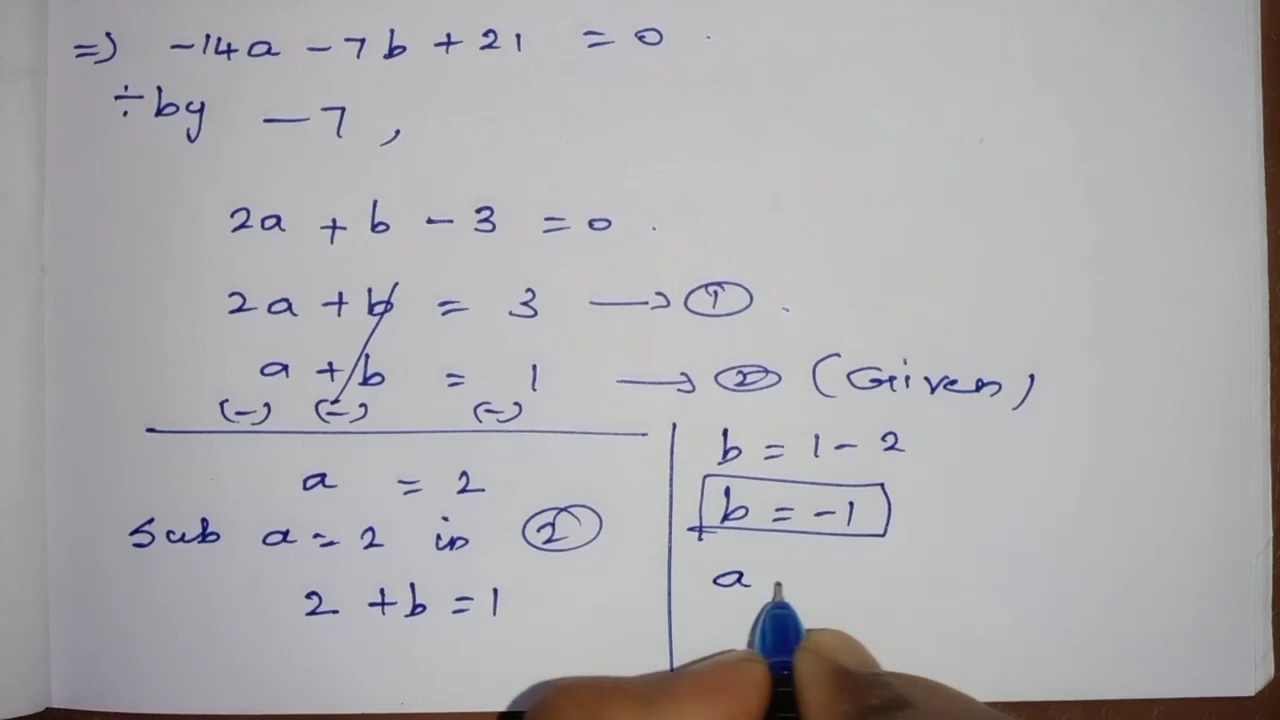 => -14a - 7b + 21 = 0 .
÷ by -7,
2a + b - 3 = 0 .
2a + b = 3 → ① .
a + b = 1 → ② (Given)
(-) (-) (-)
a = 2
Sub a = 2 in ②
2 + b = 1
b = 1 - 2
b = -1
a